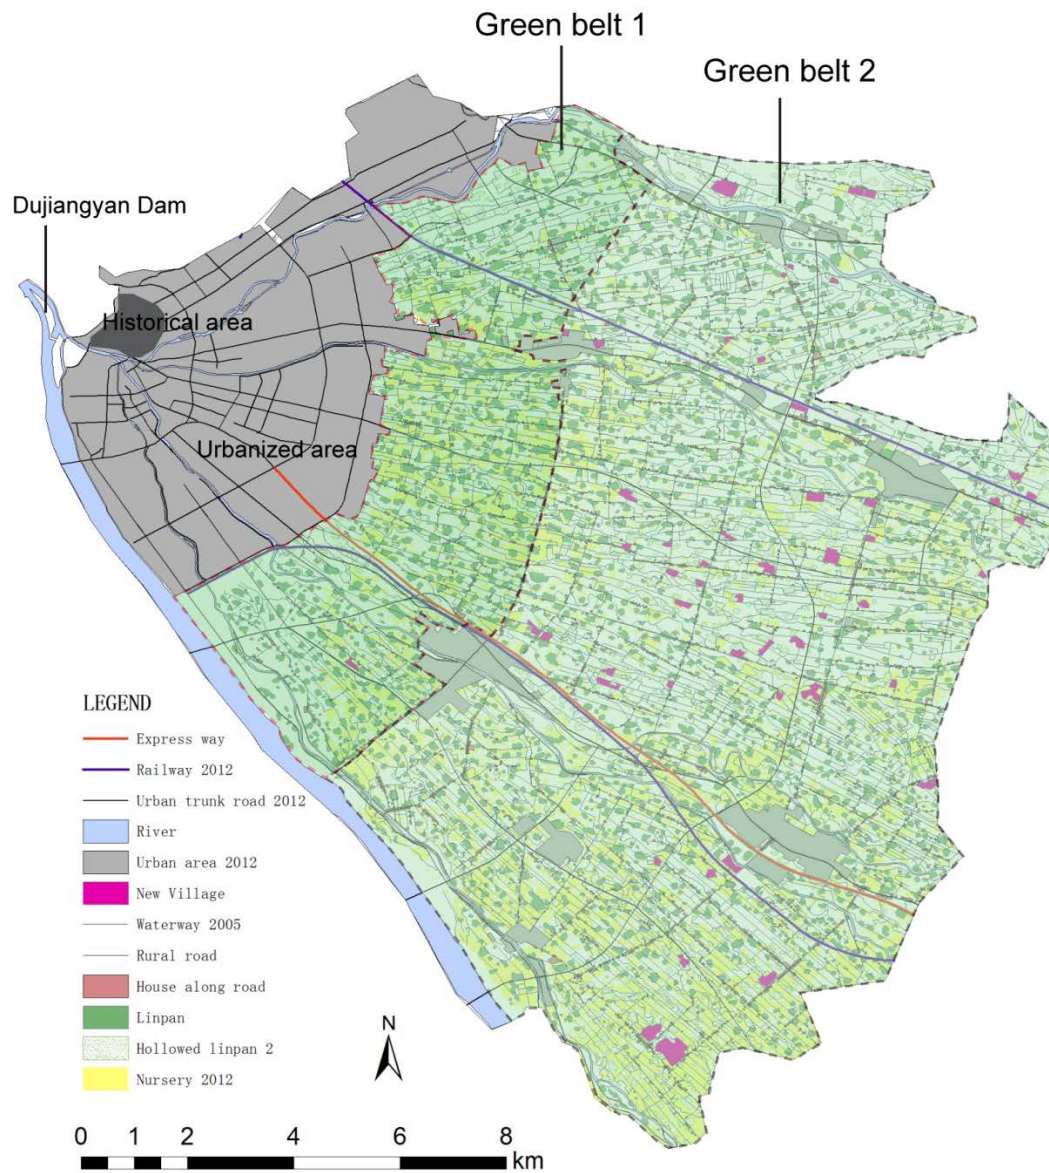 Green belt 1
Green belt 2
Dujiangyan Dam
Historical area
Urbanized area
LEGEND
Express way
Railway 2012
Urban trunk road 2012
River
Urban area 2012
New Village
Waterway 2005
Rural road
House along road
Linpan
Hollowed linpan 2
Nursery 2012
N
0 1 2 4 6 8
km